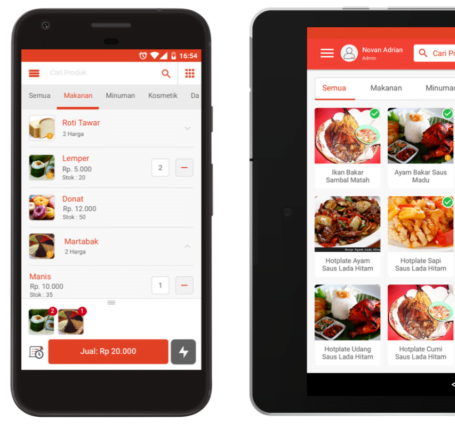 16:54
Cari Produk
Semua Makanan Minuman Kosmetik Da
Roti Tawar
2 Harga
Lemper
Rp. 5.000
Stok : 20
2
Donat
Rp. 12.000
Stok : 50
Martabak
2 Harga
Manis
Rp. 10.000
Stok : 35
1
2
1
Jual: Rp 20.000
Novan Adrian
Admin
Cari Pr
Semua Makanan Minuman
Ikan Bakar
Sambal Matah
Ayam Bakar Saus
Madu
Hotplate Ayam
Saus Lada Hitam
Hotplate Sapi
Saus Lada Hitam
Hotplate Udang
Saus Lada Hitam
Hotplate Cumi
Saus Lada Hitam